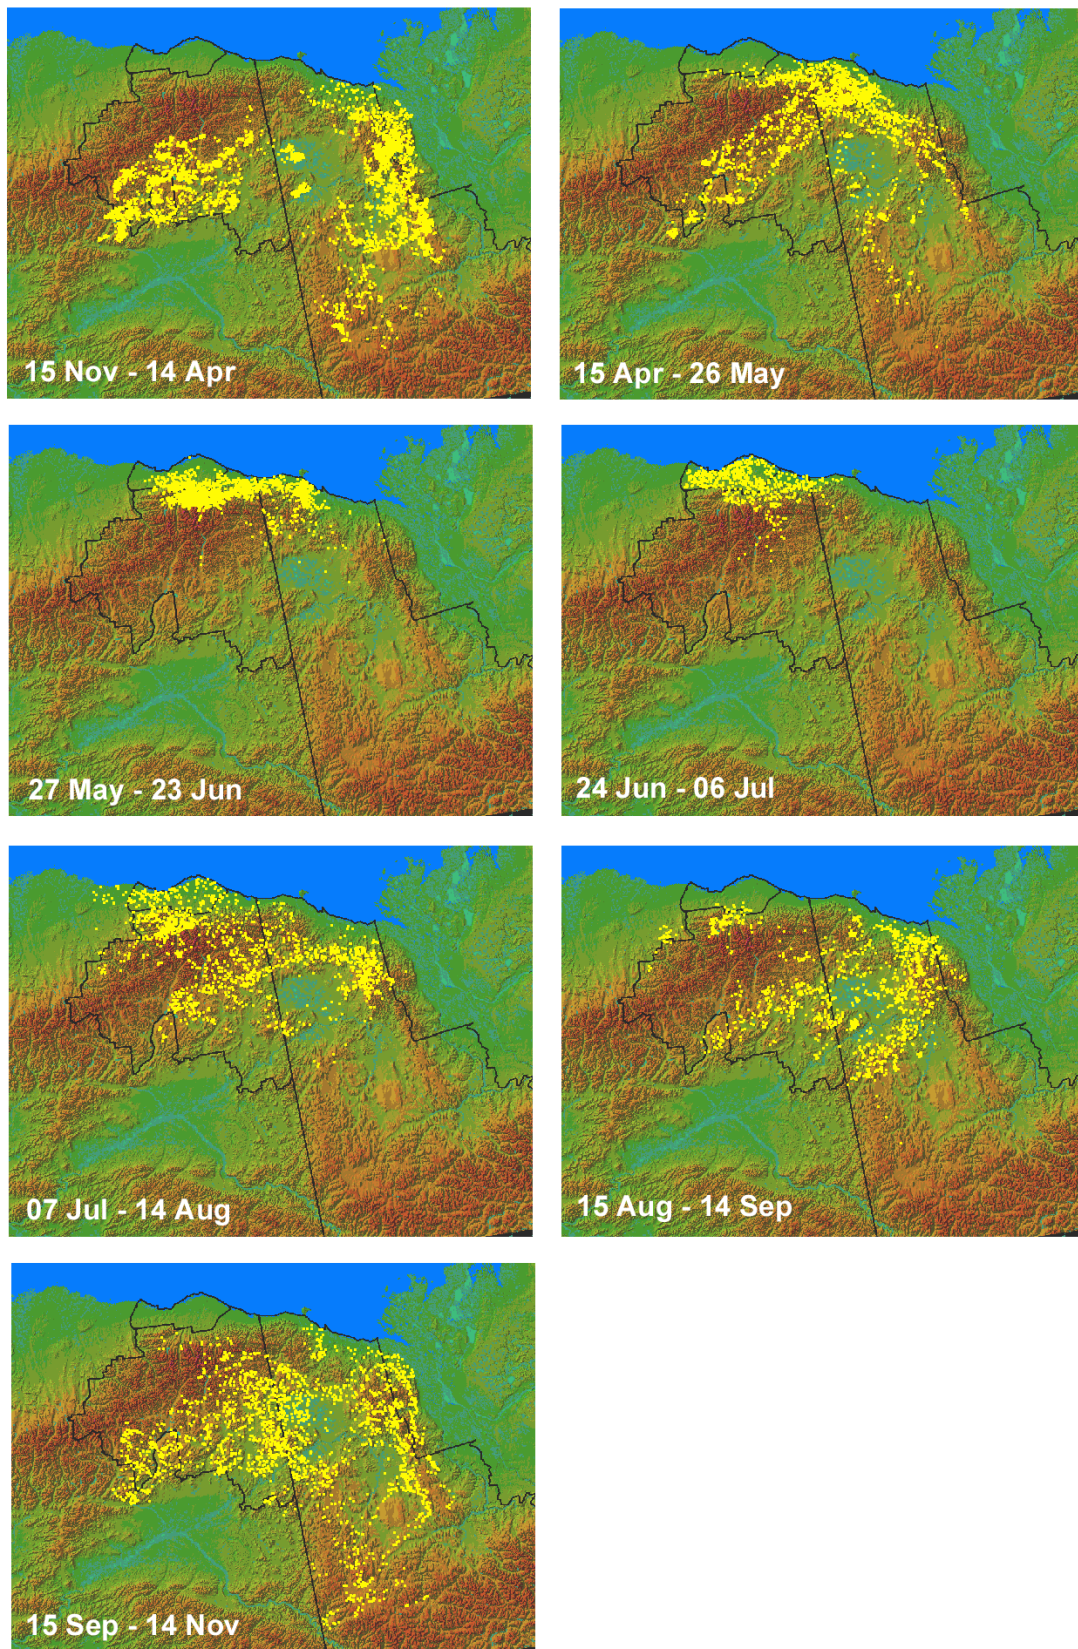 15 Nov - 14 Apr
15 Apr - 26 May
27 May - 23 Jun
24 Jun - 06 Jul
07 Jul - 14 Aug
15 Aug - 14 Sep
15 Sep - 14 Nov